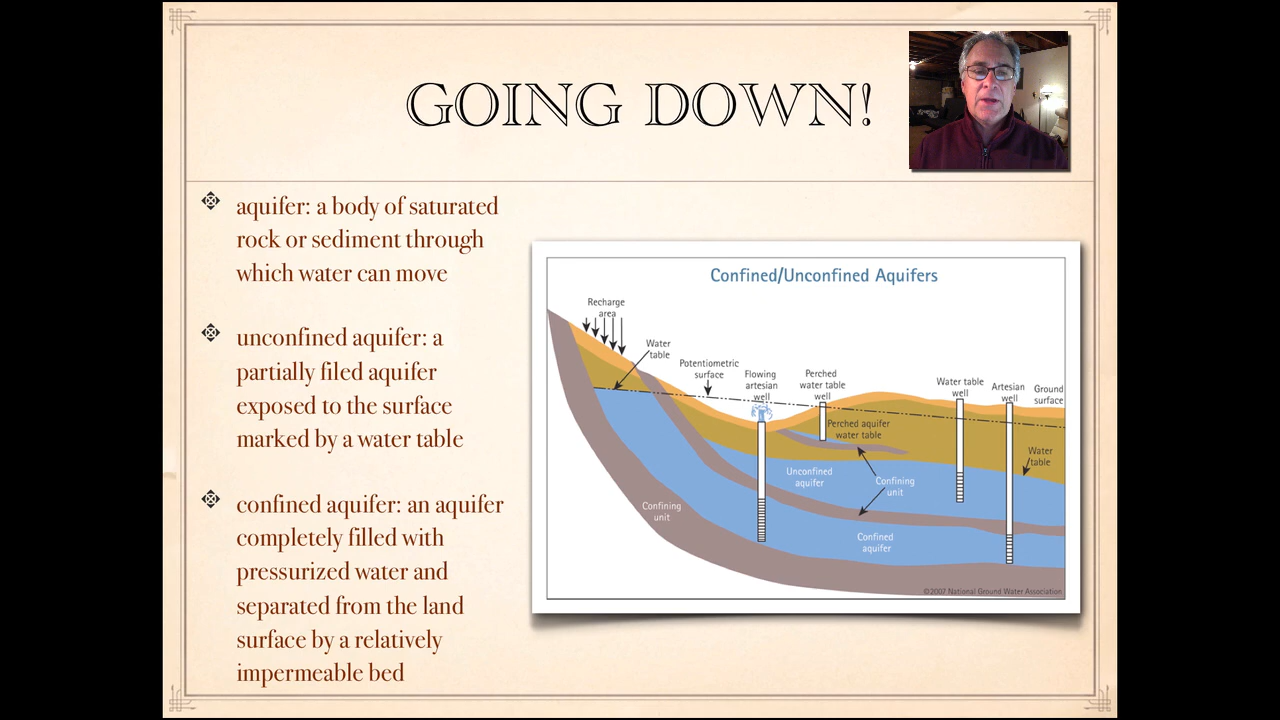 GOING DOWN!
aquifer: a body of saturated
rock or sediment through
which water can move
unconfined aquifer: a
partially filed aquifer
exposed to the surface
marked by a water table
confined aquifer: an aquifer
completely filled with
pressurized water and
separated from the land
surface by a relatively
impermeable bed
Confined/Unconfined Aquifers
Recharge
area
Water
table
Potentiometric
surface
Flowing
artesian
well
Perched
water table
well
Water table
well
Artesian
well
Ground
surface
Perched aquifer
water table
Water
table
Unconfined
aquifer
Confining
unit
Confining
unit
Confined
aquifer
©2007 National Ground Water Association